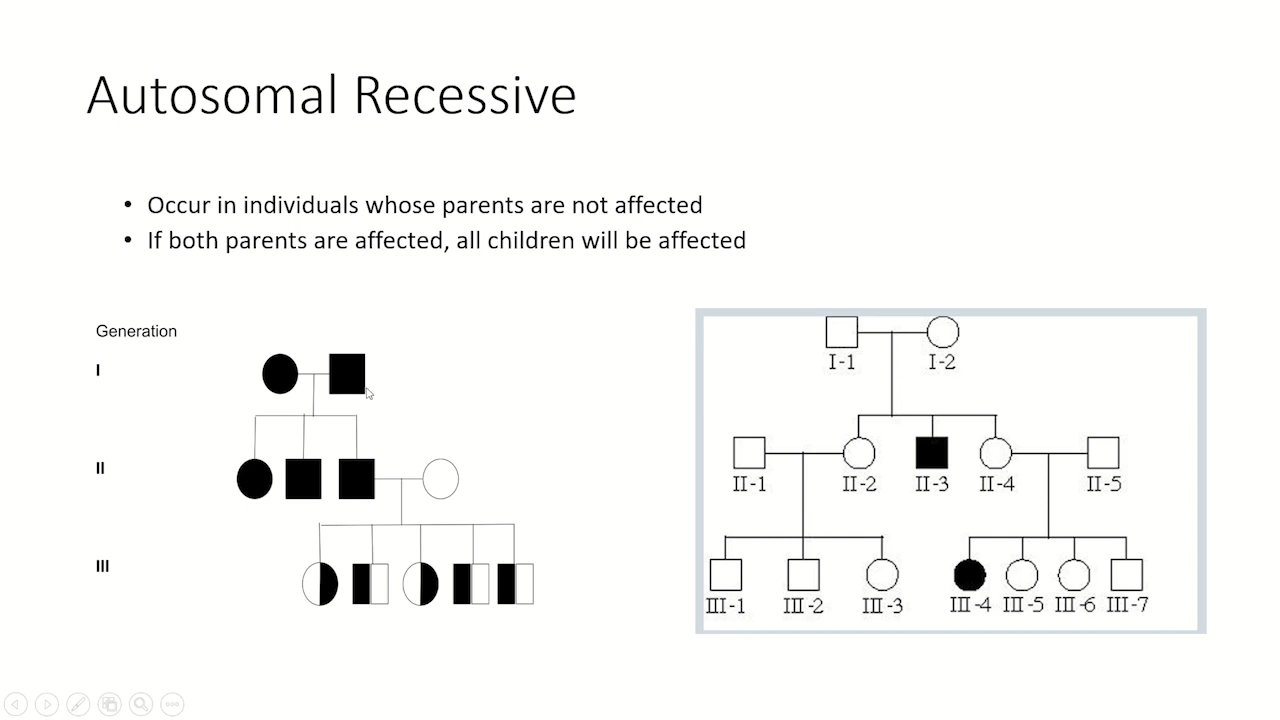 Autosomal Recessive
• Occur in individuals whose parents are not affected
• If both parents are affected, all children will be affected
Generation
I
II
III
I-1 I-2
II-1 II-2 II-3 II-4 II-5
III-1 III-2 III-3 III-4 III-5 III-6 III-7